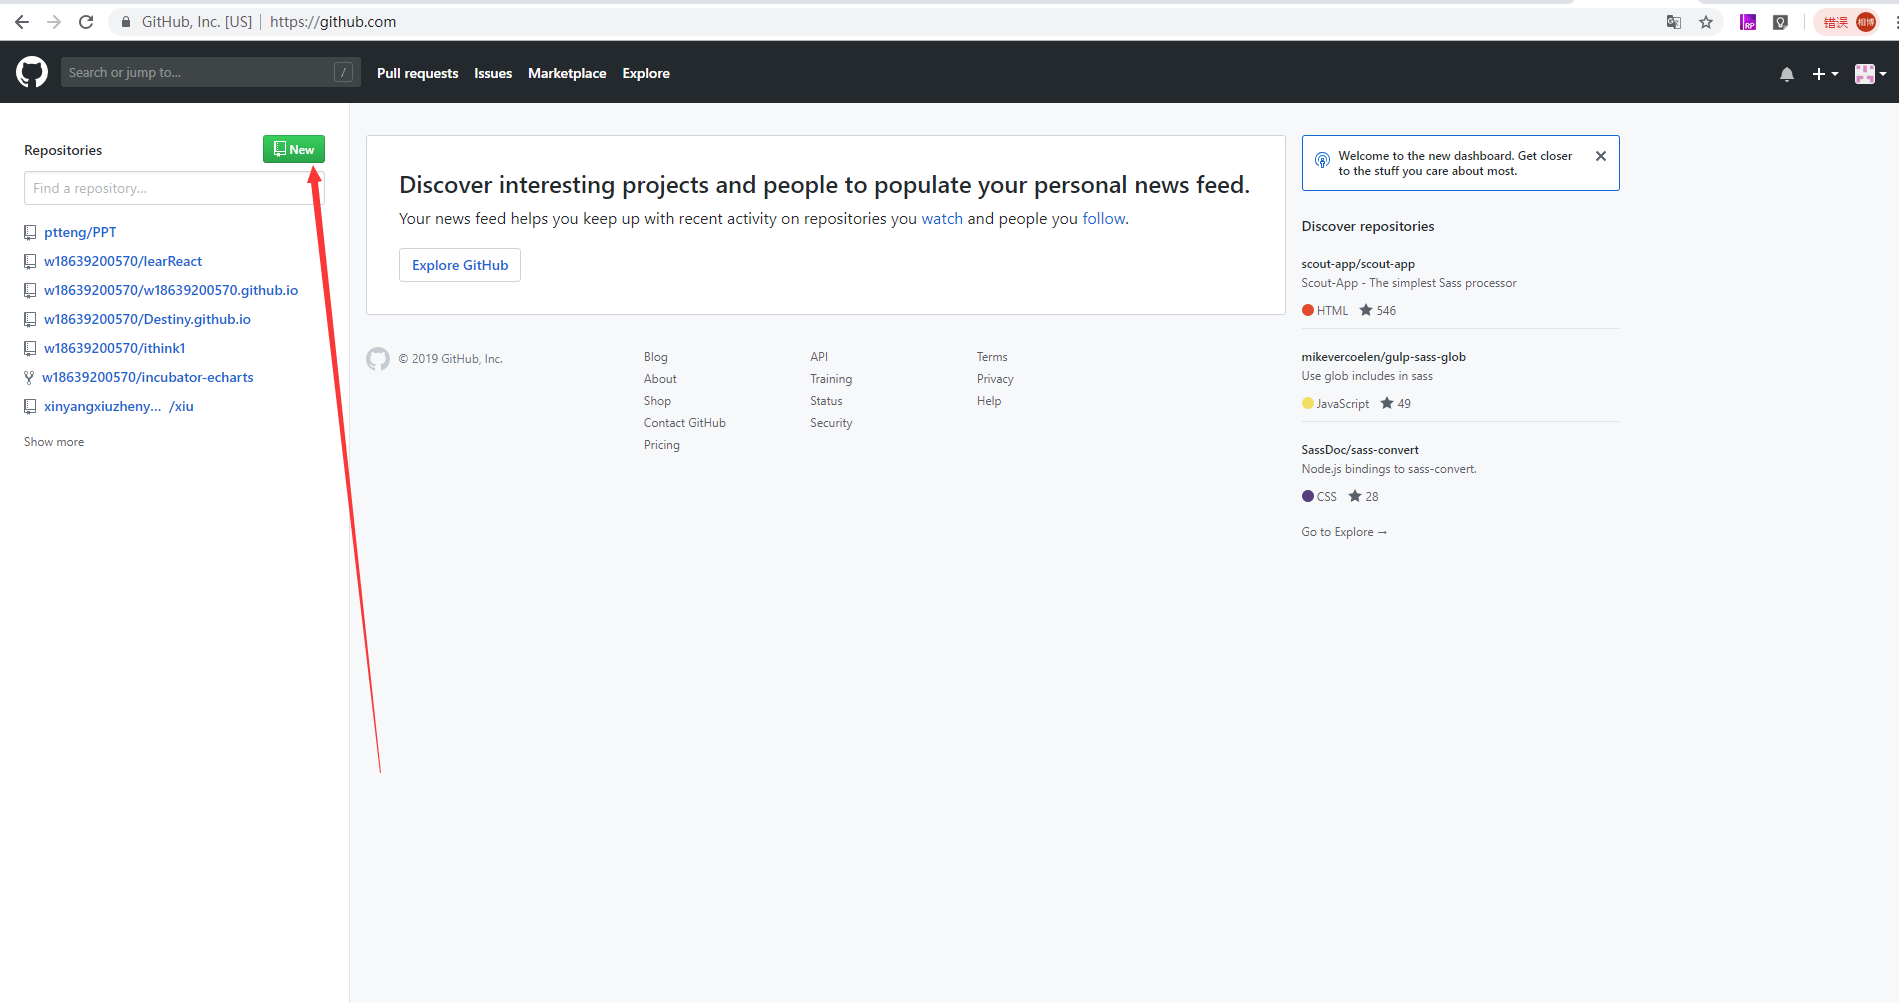 GitHub, Inc. [US] | https://github.com
错误 相博
Search or jump to... /
Pull requests Issues Marketplace Explore
Repositories
New
Find a repository...
ptteng/PPT
w18639200570/learReact
w18639200570/w18639200570.github.io
w18639200570/Destiny.github.io
w18639200570/ithink1
w18639200570/incubator-echarts
xinyangxiuzheny... /xiu
Show more
Discover interesting projects and people to populate your personal news feed.
Your news feed helps you keep up with recent activity on repositories you watch and people you follow.
Explore GitHub
© 2019 GitHub, Inc.
Blog
About
Shop
Contact GitHub
Pricing
API
Training
Status
Security
Terms
Privacy
Help
Welcome to the new dashboard. Get closer
to the stuff you care about most.
Discover repositories
scout-app/scout-app
Scout-App - The simplest Sass processor
HTML 546
mikevercoelen/gulp-sass-glob
Use glob includes in sass
JavaScript 49
SassDoc/sass-convert
Node.js bindings to sass-convert.
CSS 28
Go to Explore →